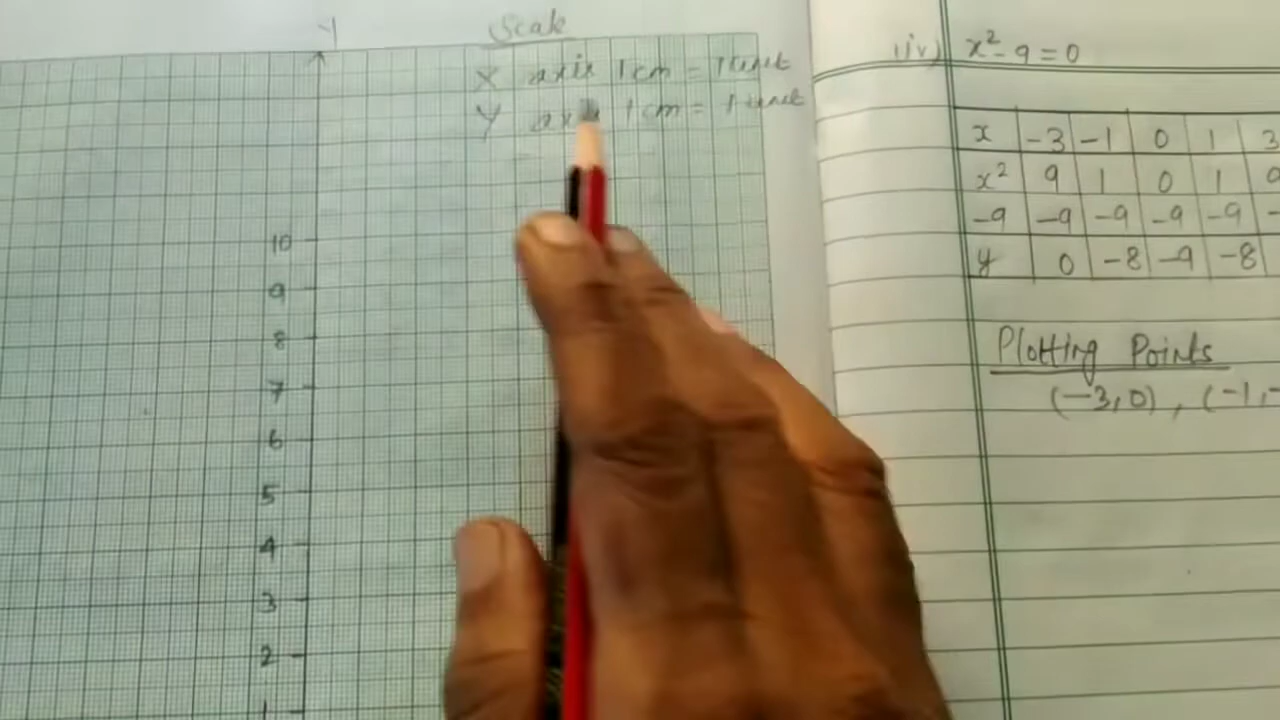 Y
Scale
X axis 1cm = 1 unit
Y axis 1cm = 1 unit
10
9
8
7
6
5
4
3
2
1
iv) x² - 9 = 0
x -3 -1 0 1 3
x² 9 1 0 1
-9 -9 -9 -9 -9 -
y 0 -8 -9 -8
Plotting Points
(-3,0), (-1,-